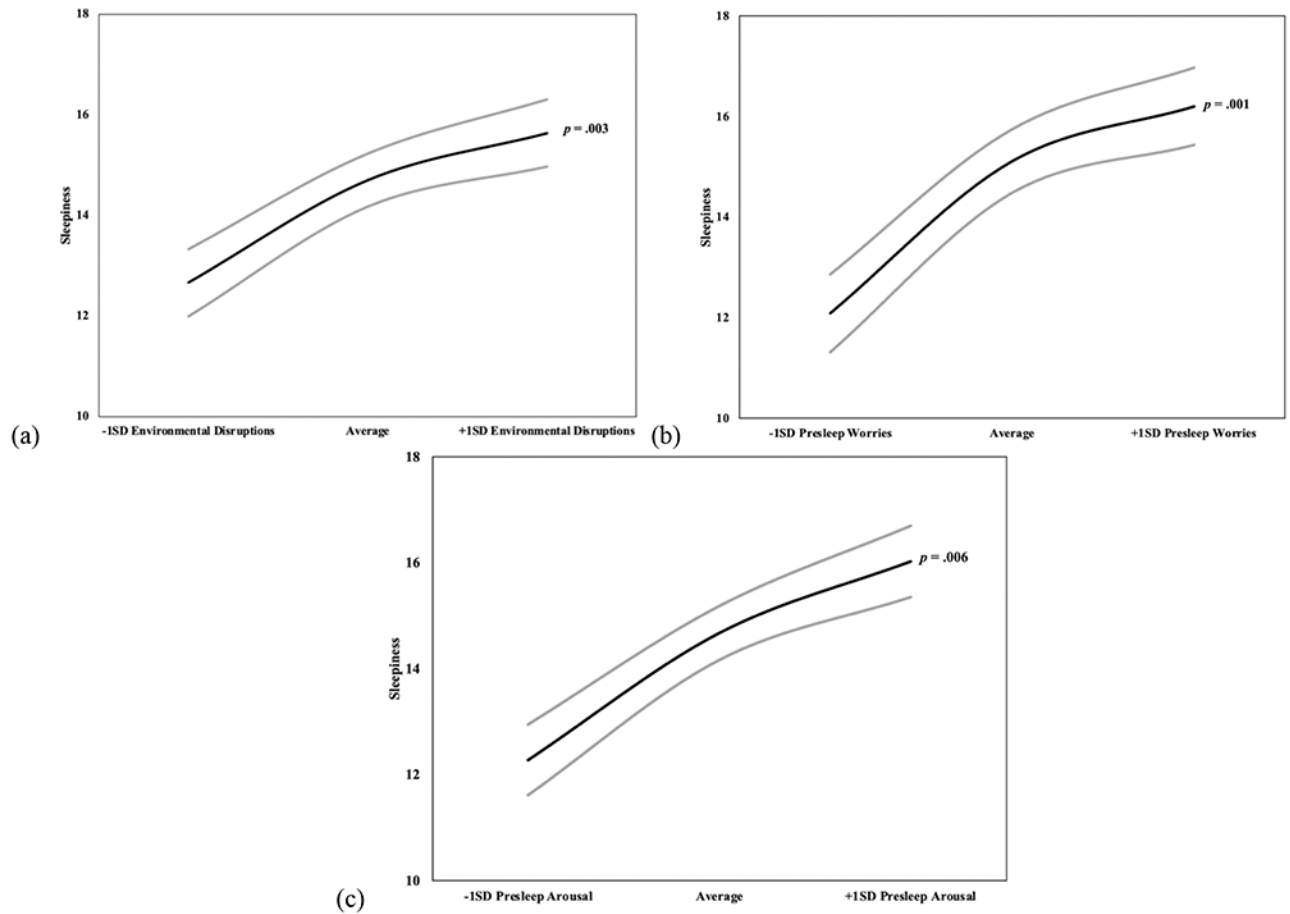 18
16
14
12
10
Sleepiness
p = .003
-1SD Environmental Disruptions Average +1SD Environmental Disruptions
(a)
18
16
14
12
10
Sleepiness
p = .001
-1SD Presleep Worries Average +1SD Presleep Worries
(b)
18
16
14
12
10
Sleepiness
p = .006
-1SD Presleep Arousal Average +1SD Presleep Arousal
(c)